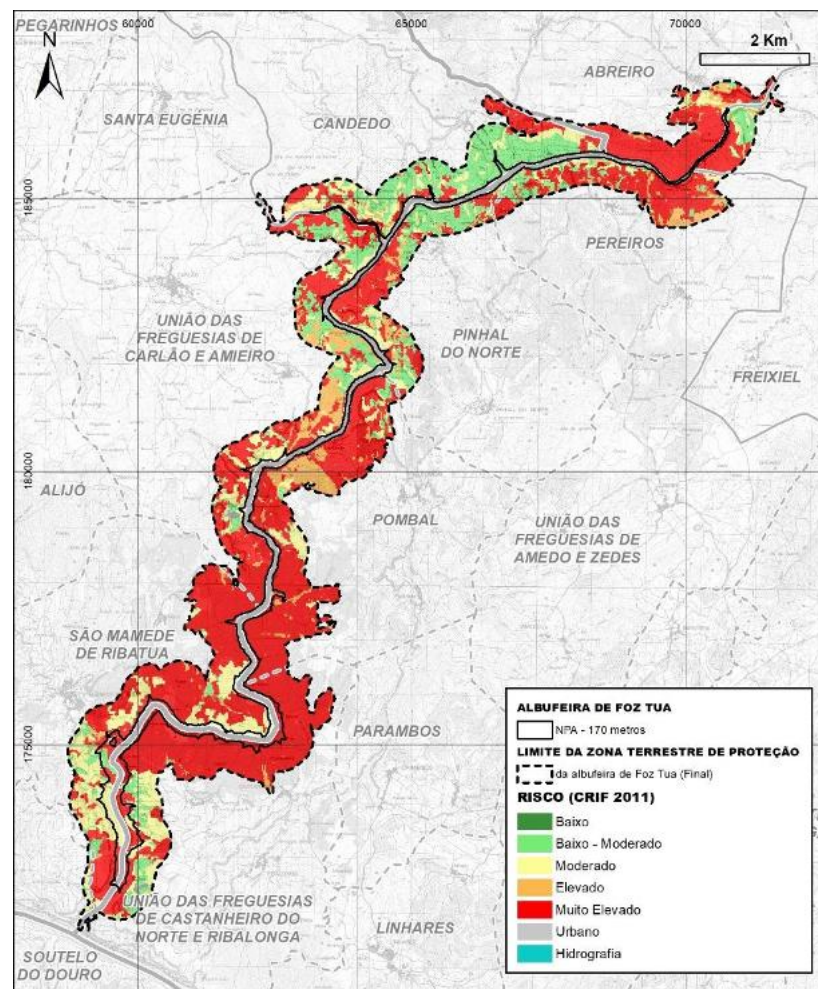 PEGARINHOS
60000
65000
70000
N
2 Km
ABREIRO
SANTA EUGÉNIA
CANDEDO
185000
PEREIROS
UNIÃO DAS
FREGUESIAS DE
CARLÃO E AMIEIRO
PINHAL
DO NORTE
FREIXIEL
180000
ALIJÓ
POMBAL
UNIÃO DAS
FREGUESIAS DE
AMEDO E ZEDES
SÃO MAMEDE
DE RIBATUA
PARAMBOS
175000
UNIÃO DAS FREGUESIAS
DE CASTANHEIRO DO
NORTE E RIBALONGA
LINHARES
SOUTELO
DO DOURO
ALBUFEIRA DE FOZ TUA
NPA - 170 metros
LIMITE DA ZONA TERRESTRE DE PROTEÇÃO
da albufeira de Foz Tua (Final)
RISCO (CRIF 2011)
Baixo
Baixo - Moderado
Moderado
Elevado
Muito Elevado
Urbano
Hidrografia